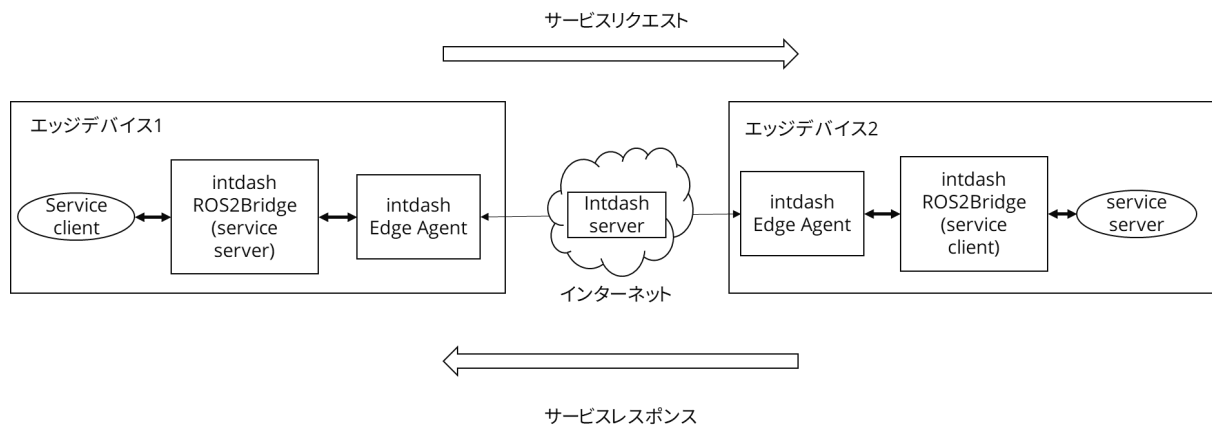 サービスリクエスト
エッジデバイス1
Service
client
intdash
ROS2Bridge
(service
server)
intdash
Edge Agent
Intdash
server
インターネット
エッジデバイス2
intdash
Edge Agent
intdash
ROS2Bridge
(service
client)
service
server
サービスレスポンス